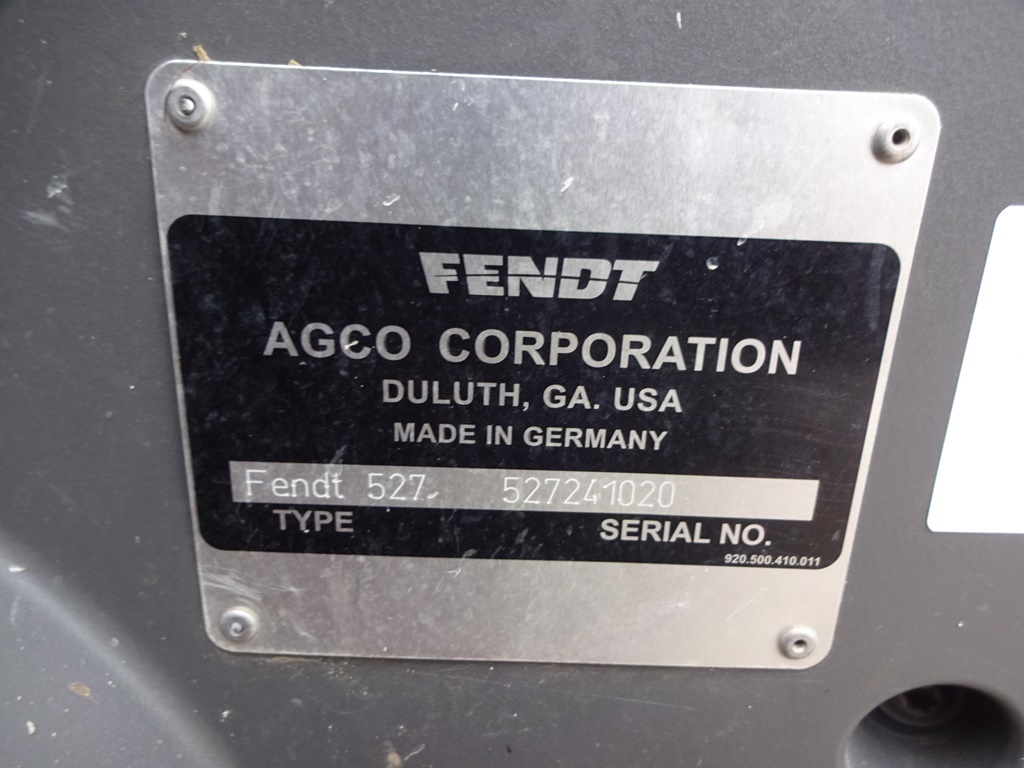 FENDT
AGCO CORPORATION
DULUTH, GA. USA
MADE IN GERMANY
Fendt 527. 527241020
TYPE SERIAL NO.
920.500.410.011